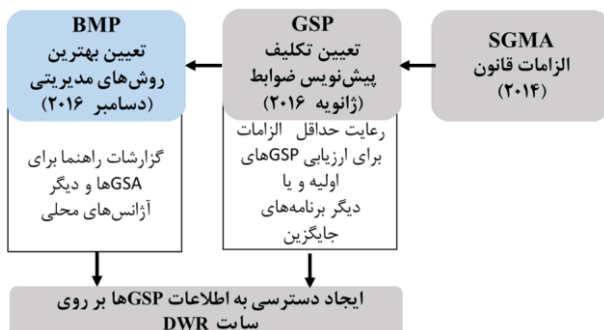 SGMA
الزامات قانون
(۲۰۱۴)
GSP
تعیین تکلیف
پیش‌نویس ضوابط
(ژانویه ۲۰۱۶)
رعایت حداقل الزامات
برای ارزیابی GSPهای
اولیه و یا
دیگر برنامه‌های
جایگزین
BMP
تعیین بهترین
روش‌های مدیریتی
(دسامبر ۲۰۱۶)
گزارشات راهنما برای
GSAها و دیگر
آژانس‌های محلی
ایجاد دسترسی به اطلاعات GSPها بر روی
سایت DWR